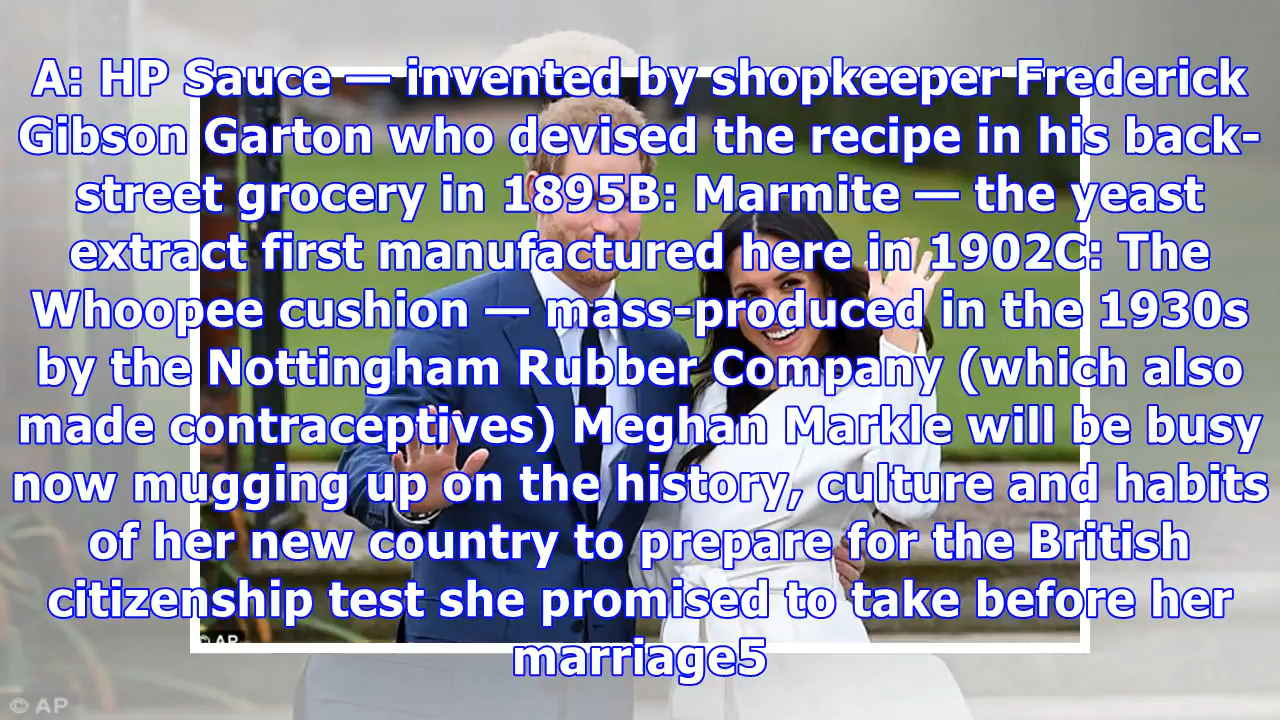 A: HP Sauce — invented by shopkeeper Frederick
Gibson Garton who devised the recipe in his back-
street grocery in 1895B: Marmite — the yeast
extract first manufactured here in 1902C: The
Whoopee cushion — mass-produced in the 1930s
by the Nottingham Rubber Company (which also
made contraceptives) Meghan Markle will be busy
now mugging up on the history, culture and habits
of her new country to prepare for the British
citizenship test she promised to take before her
marriage5
© AP
© AP